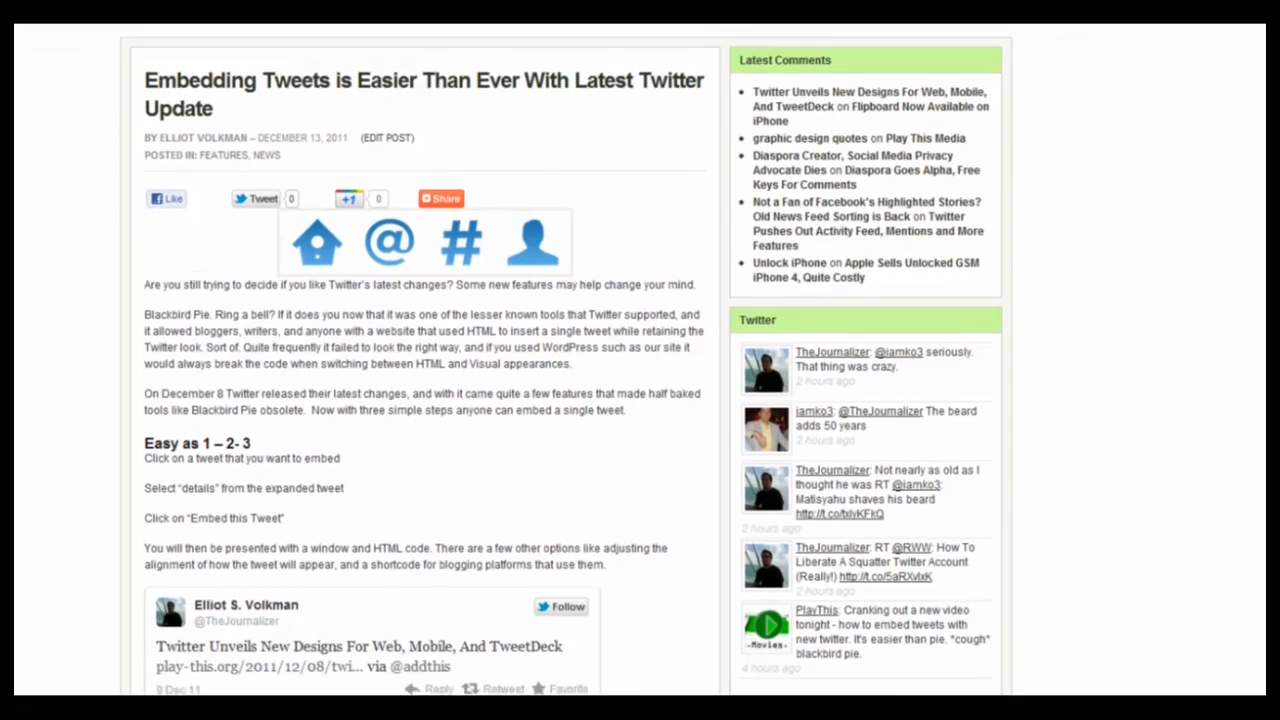 Embedding Tweets is Easier Than Ever With Latest Twitter
Update
BY ELLIOT VOLKMAN – DECEMBER 13, 2011 (EDIT POST)
POSTED IN: FEATURES, NEWS
Like
Tweet 0
+1 0
Share
@ #
Are you still trying to decide if you like Twitter's latest changes? Some new features may help change your mind.
Blackbird Pie. Ring a bell? If it does you now that it was one of the lesser known tools that Twitter supported, and
it allowed bloggers, writers, and anyone with a website that used HTML to insert a single tweet while retaining the
Twitter look. Sort of. Quite frequently it failed to look the right way, and if you used WordPress such as our site it
would always break the code when switching between HTML and Visual appearances.
On December 8 Twitter released their latest changes, and with it came quite a few features that made half baked
tools like Blackbird Pie obsolete. Now with three simple steps anyone can embed a single tweet.
Easy as 1 – 2- 3
Click on a tweet that you want to embed
Select “details” from the expanded tweet
Click on “Embed this Tweet”
You will then be presented with a window and HTML code. There are a few other options like adjusting the
alignment of how the tweet will appear, and a shortcode for blogging platforms that use them.
Elliot S. Volkman
@TheJournalizer
Follow
Twitter Unveils New Designs For Web, Mobile, And TweetDeck
play-this.org/2011/12/08/twi... via @addthis
9 Dec 11 Reply Retweet Favorite
Latest Comments
Twitter Unveils New Designs For Web, Mobile,
And TweetDeck on Flipboard Now Available on
iPhone
graphic design quotes on Play This Media
Diaspora Creator, Social Media Privacy
Advocate Dies on Diaspora Goes Alpha, Free
Keys For Comments
Not a Fan of Facebook's Highlighted Stories?
Old News Feed Sorting is Back on Twitter
Pushes Out Activity Feed, Mentions and More
Features
Unlock iPhone on Apple Sells Unlocked GSM
iPhone 4, Quite Costly
Twitter
TheJournalizer: @iamko3 seriously.
That thing was crazy.
2 hours ago
iamko3: @TheJournalizer The beard
adds 50 years
2 hours ago
TheJournalizer: Not nearly as old as I
thought he was RT @iamko3:
Matisyahu shaves his beard
2 hours ago
TheJournalizer: RT @RWW: How To
Liberate A Squatter Twitter Account
(Really!)
2 hours ago
PlayThis: Cranking out a new video
tonight - how to embed tweets with
new twitter. It's easier than pie. *cough*
blackbird pie.
4 hours ago
Movies